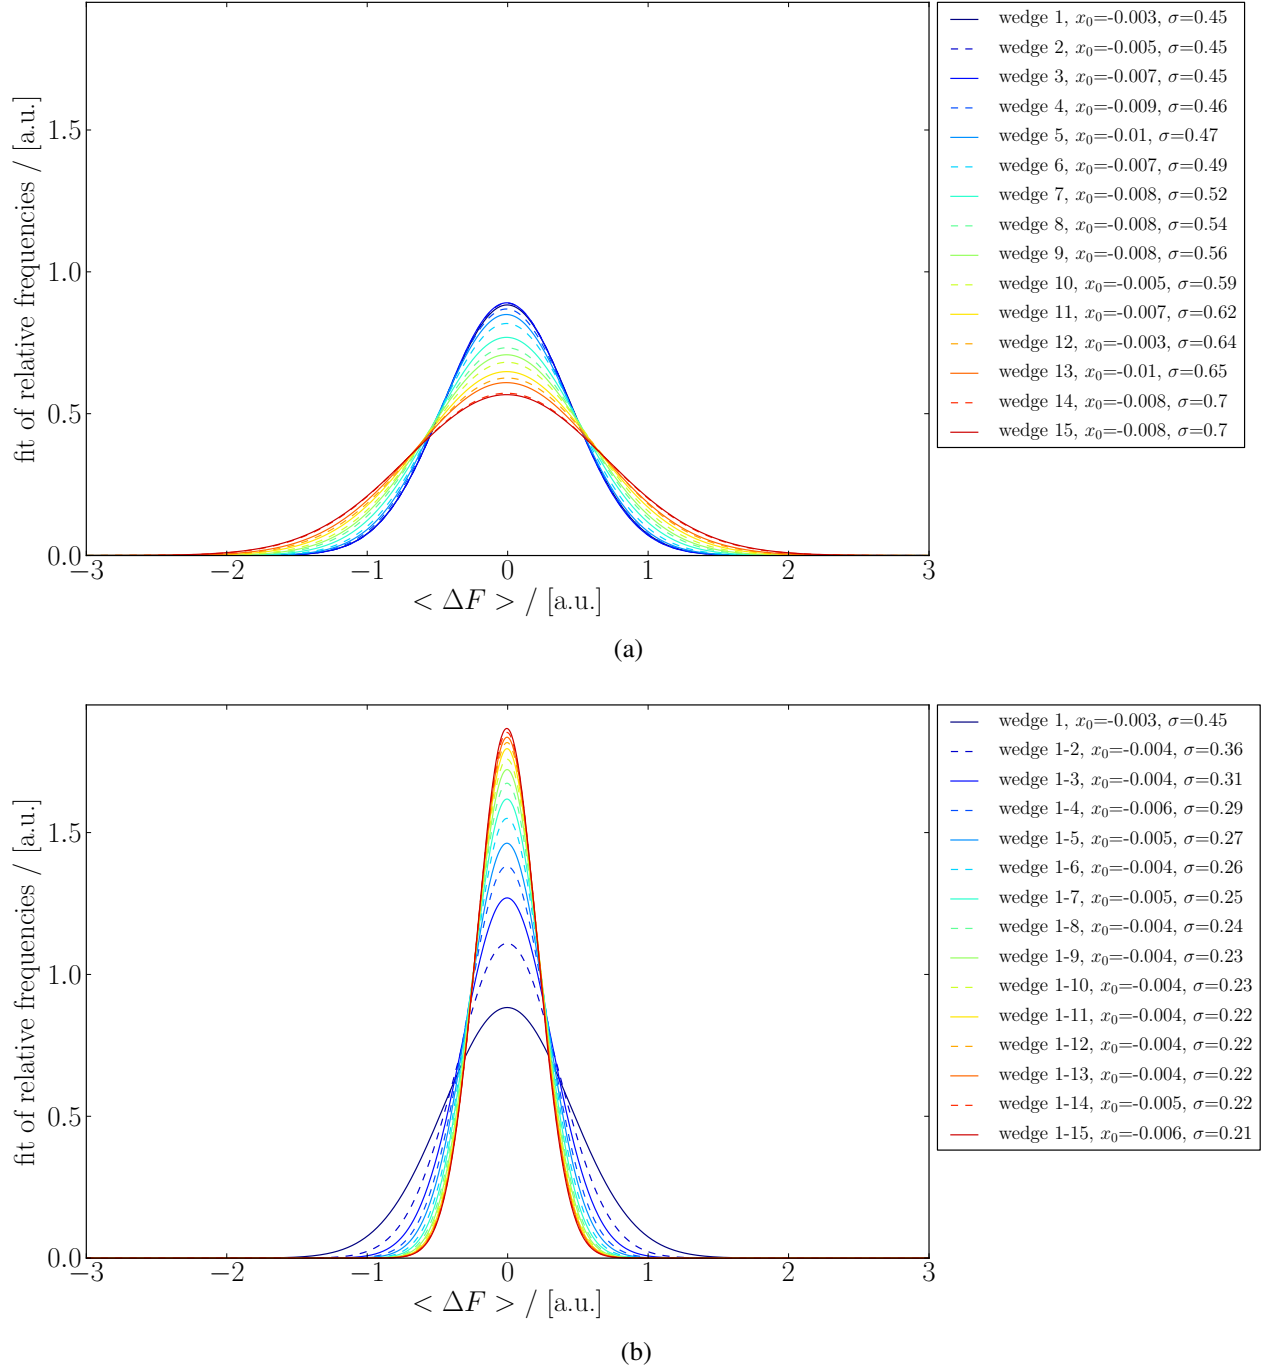 fit of relative frequencies / [a.u.]
1.5
1.0
0.5
0.0
−3
−2
−1
0
1
2
3
< ΔF > / [a.u.]
wedge 1, x₀=-0.003, σ=0.45
wedge 2, x₀=-0.005, σ=0.45
wedge 3, x₀=-0.007, σ=0.45
wedge 4, x₀=-0.009, σ=0.46
wedge 5, x₀=-0.01, σ=0.47
wedge 6, x₀=-0.007, σ=0.49
wedge 7, x₀=-0.008, σ=0.52
wedge 8, x₀=-0.008, σ=0.54
wedge 9, x₀=-0.008, σ=0.56
wedge 10, x₀=-0.005, σ=0.59
wedge 11, x₀=-0.007, σ=0.62
wedge 12, x₀=-0.003, σ=0.64
wedge 13, x₀=-0.01, σ=0.65
wedge 14, x₀=-0.008, σ=0.7
wedge 15, x₀=-0.008, σ=0.7
(a)
fit of relative frequencies / [a.u.]
1.5
1.0
0.5
0.0
−3
−2
−1
0
1
2
3
< ΔF > / [a.u.]
wedge 1, x₀=-0.003, σ=0.45
wedge 1-2, x₀=-0.004, σ=0.36
wedge 1-3, x₀=-0.004, σ=0.31
wedge 1-4, x₀=-0.006, σ=0.29
wedge 1-5, x₀=-0.005, σ=0.27
wedge 1-6, x₀=-0.004, σ=0.26
wedge 1-7, x₀=-0.005, σ=0.25
wedge 1-8, x₀=-0.004, σ=0.24
wedge 1-9, x₀=-0.004, σ=0.23
wedge 1-10, x₀=-0.004, σ=0.23
wedge 1-11, x₀=-0.004, σ=0.22
wedge 1-12, x₀=-0.004, σ=0.22
wedge 1-13, x₀=-0.004, σ=0.22
wedge 1-14, x₀=-0.005, σ=0.22
wedge 1-15, x₀=-0.006, σ=0.21
(b)